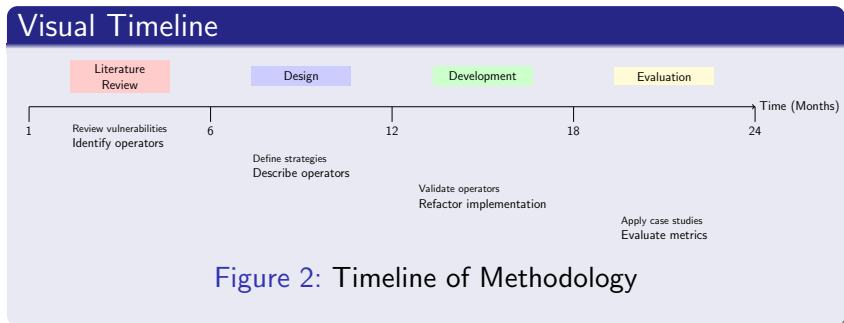 Visual Timeline
Literature
Review
Design
Development
Evaluation
Time (Months)
1
6
12
18
24
Review vulnerabilities
Identify operators
Define strategies
Describe operators
Validate operators
Refactor implementation
Apply case studies
Evaluate metrics
Figure 2: Timeline of Methodology